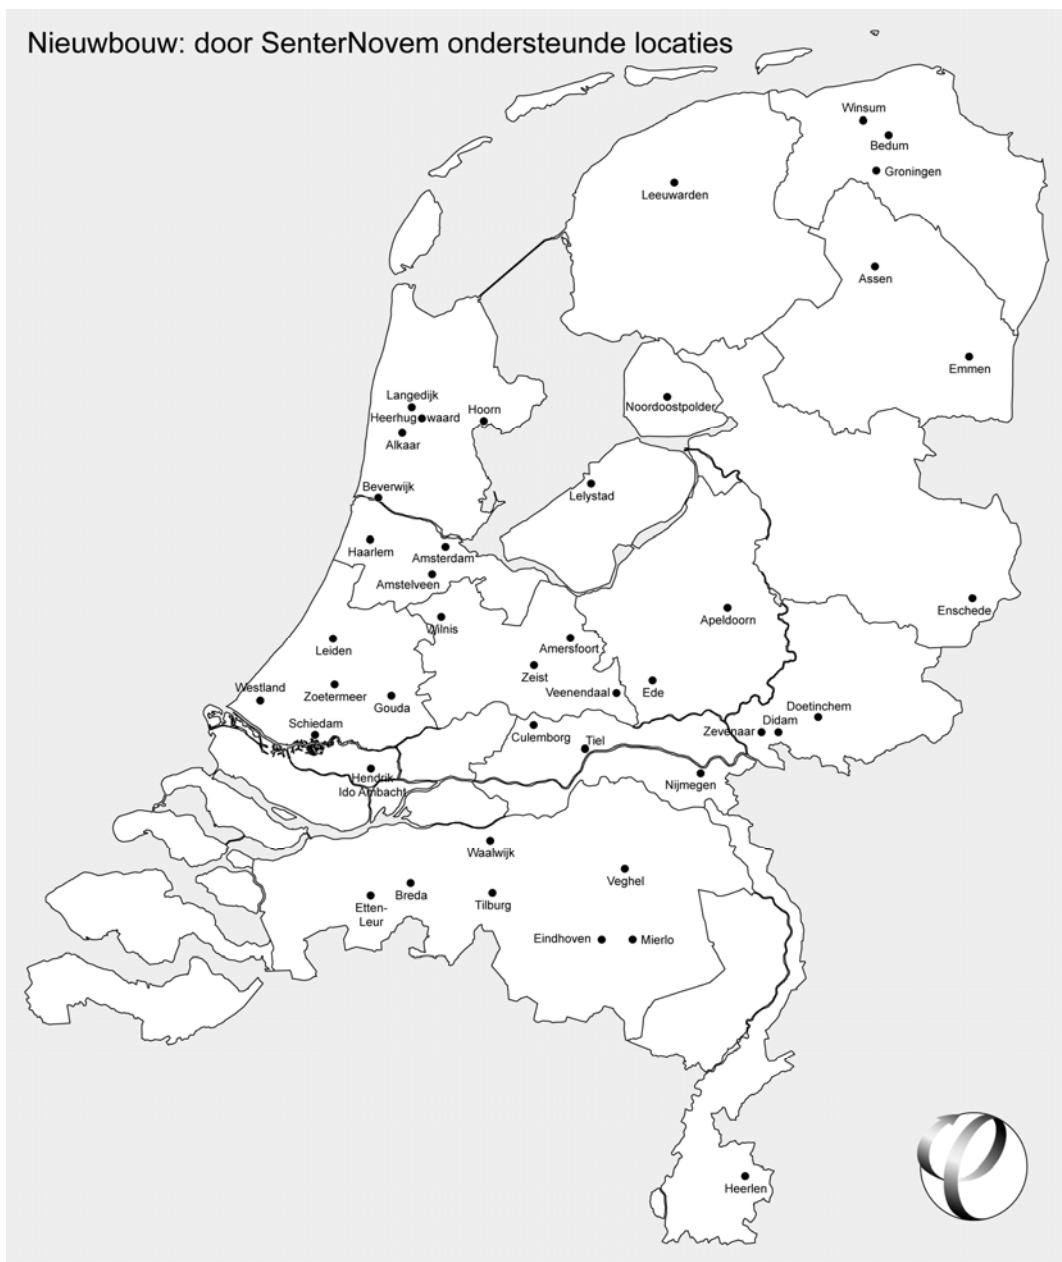 Nieuwbouw: door SenterNovem ondersteunde locaties
Winsum
Bedum
Groningen
Leeuwarden
Assen
Emmen
Langedijk
Heerhugowaard
Hoorn
Alkaar
Noordoostpolder
Beverwijk
Lelystad
Haarlem
Amsterdam
Amstelveen
Wilnis
Apeldoorn
Enschede
Leiden
Amersfoort
Zeist
Westland
Zoetermeer
Gouda
Veenendaal
Ede
Doetinchem
Schiedam
Culemborg
Tiel
Zevenaar
Didam
Hendrik
Ido Ambacht
Nijmegen
Waalwijk
Veghel
Etten-
Leur
Breda
Tilburg
Eindhoven
Mierlo
Heerlen